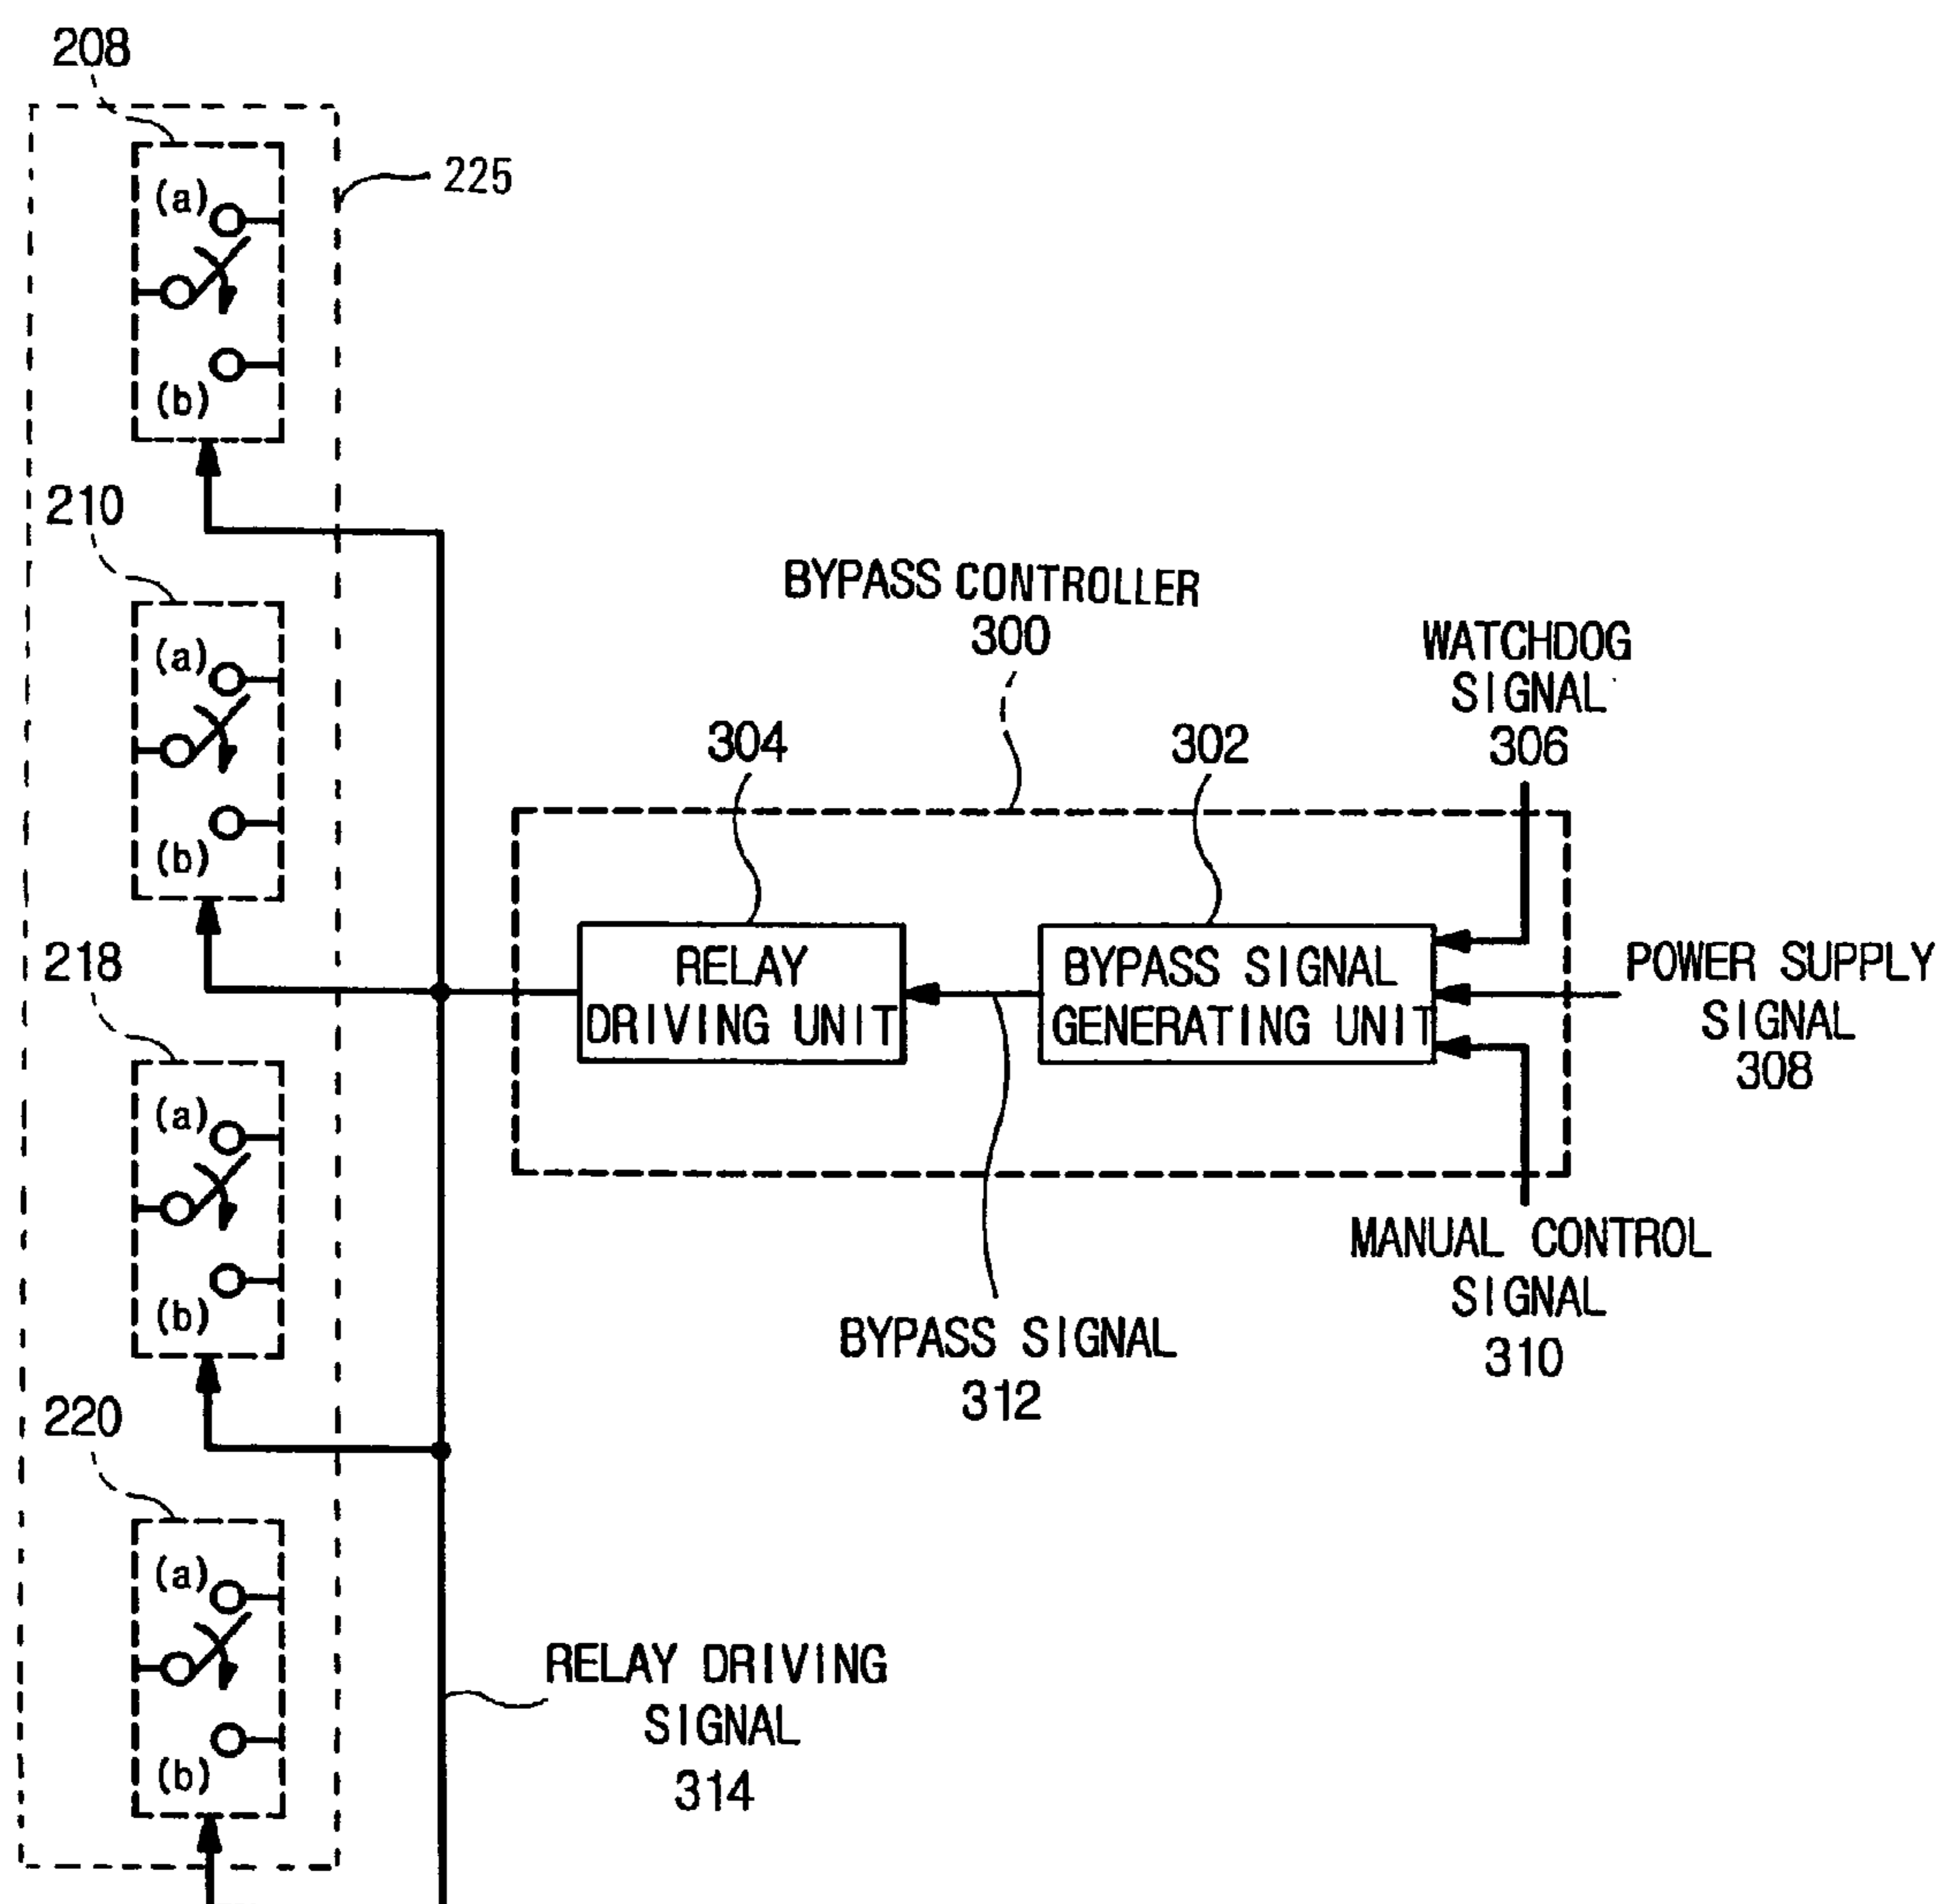 208
225
(a)
(b)
210
(a)
(b)
218
(a)
(b)
220
(a)
(b)
BYPASS CONTROLLER
300
304
302
WATCHDOG
SIGNAL
306
RELAY
DRIVING UNIT
BYPASS SIGNAL
GENERATING UNIT
POWER SUPPLY
SIGNAL
308
MANUAL CONTROL
SIGNAL
310
BYPASS SIGNAL
312
RELAY DRIVING
SIGNAL
314